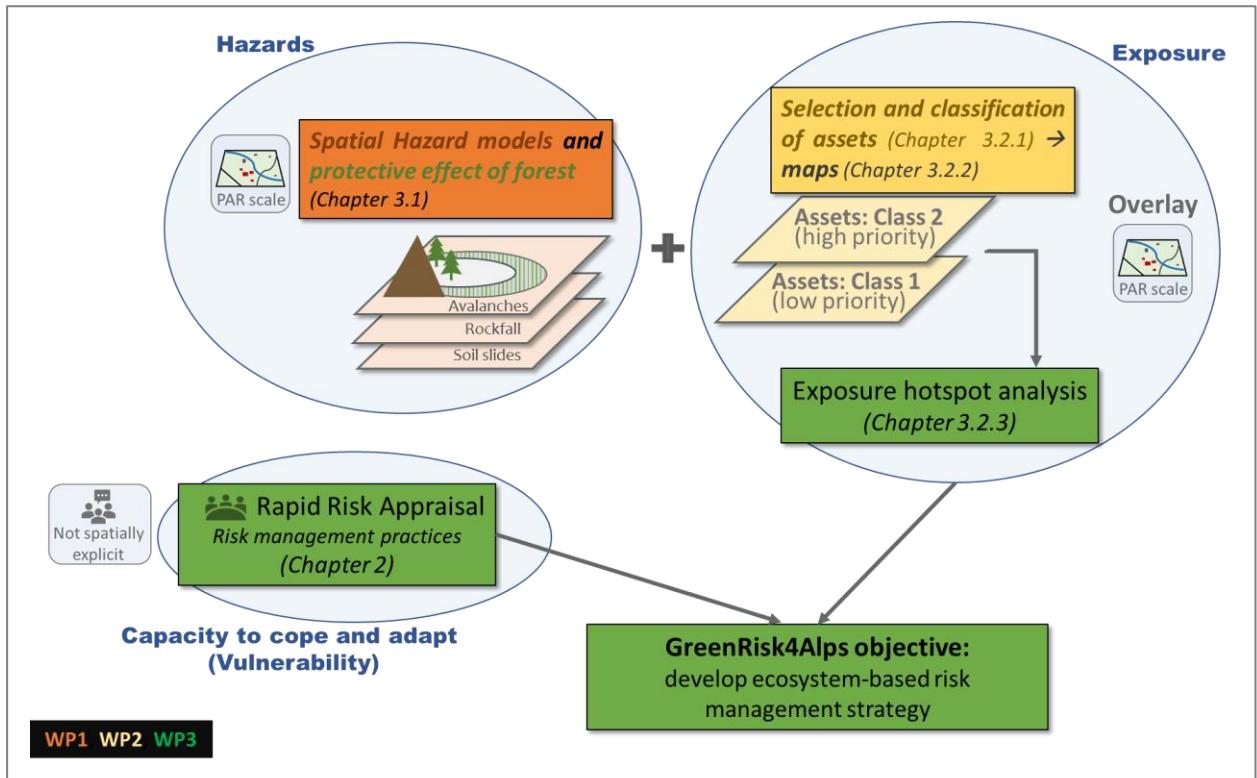 Hazards
Spatial Hazard models and
protective effect of forest
(Chapter 3.1)
PAR scale
Avalanches
Rockfall
Soil slides
Exposure
Selection and classification
of assets (Chapter 3.2.1) →
maps (Chapter 3.2.2)
Assets: Class 2
(high priority)
Assets: Class 1
(low priority)
Overlay
PAR scale
Exposure hotspot analysis
(Chapter 3.2.3)
Not spatially
explicit
Rapid Risk Appraisal
Risk management practices
(Chapter 2)
Capacity to cope and adapt
(Vulnerability)
GreenRisk4Alps objective:
develop ecosystem-based risk
management strategy
WP1, WP2, WP3